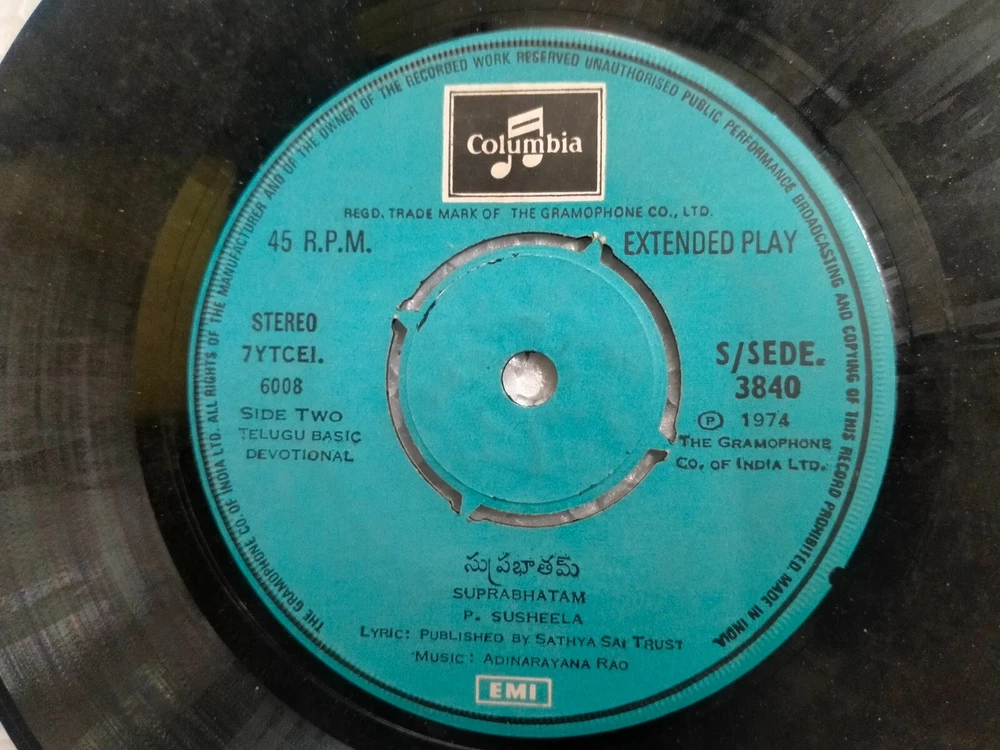 THE GRAMOPHONE CO. OF INDIA LTD. ALL RIGHTS OF THE MANUFACTURER AND OF THE OWNER OF THE RECORDED WORK RESERVED UNAUTHORISED PUBLIC PERFORMANCE BROADCASTING AND COPYING OF THIS RECORD PROHIBITED. MADE IN INDIA
Columbia
REGD. TRADE MARK OF THE GRAMOPHONE CO., LTD.
45 R.P.M.
EXTENDED PLAY
STEREO
7YTCEI.
6008
SIDE TWO
TELUGU BASIC
DEVOTIONAL
S/SEDE.
3840
Ⓟ 1974
THE GRAMOPHONE
CO. OF INDIA LTD.
సుప్రభాతమ్
SUPRABHATAM
P. SUSHEELA
LYRIC: PUBLISHED BY SATHYA SAI TRUST
MUSIC: ADINARAYANA RAO
EMI